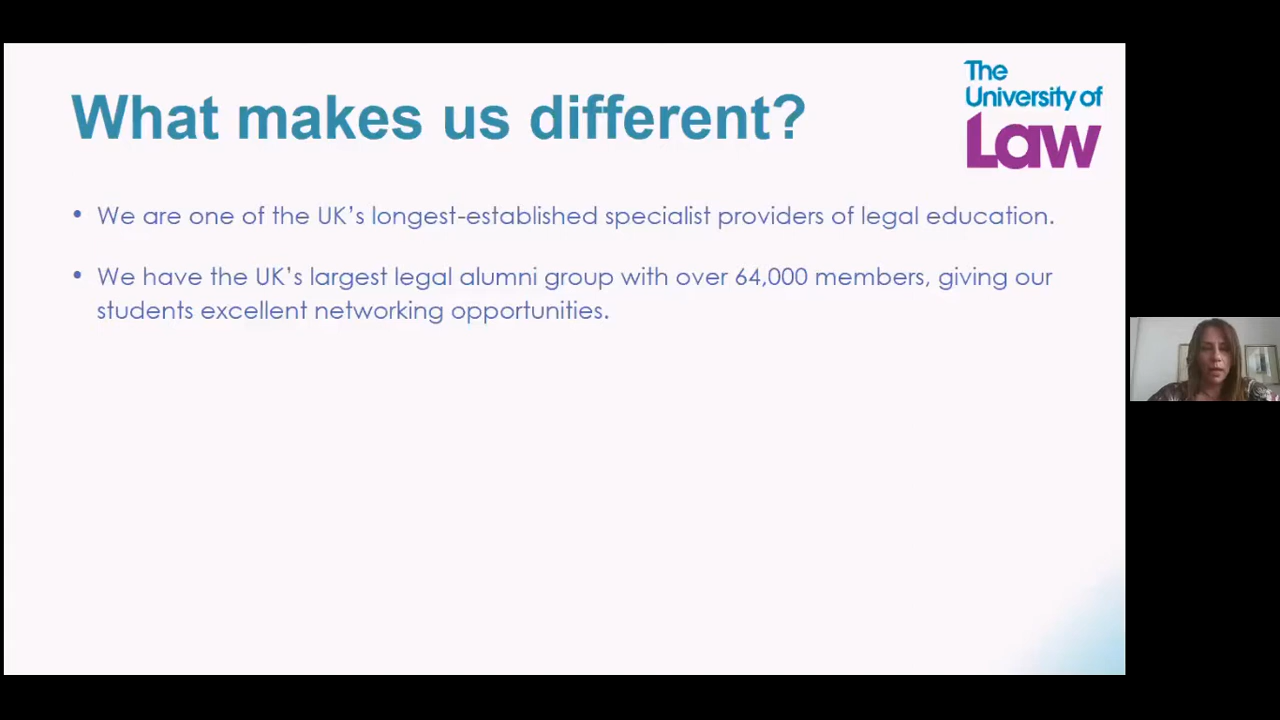 What makes us different?
The
University of
Law
• We are one of the UK's longest-established specialist providers of legal education.
• We have the UK's largest legal alumni group with over 64,000 members, giving our
students excellent networking opportunities.